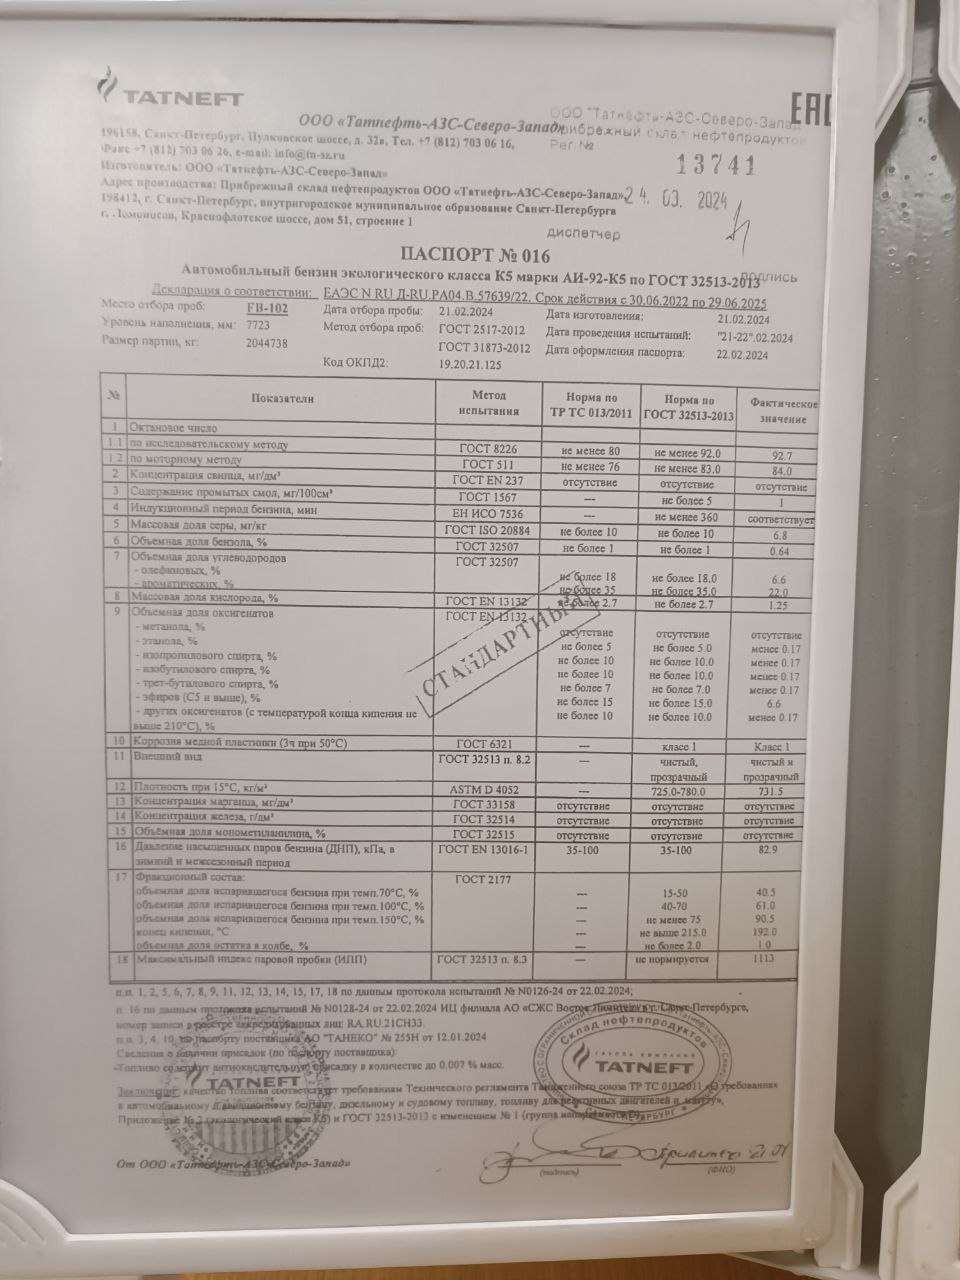 TATNEFT
ООО «Татнефть-АЗС-Северо-Запад»
ООО "Татнефть-АЗС-Северо-Запад
Прибрежный склад нефтепродуктов
Рег.№
13741
24. 03. 2024
диспетчер
подпись
EAC
196158, Санкт-Петербург, Пулковское шоссе, д. 32в, Тел. +7 (812) 703 06 16,
Факс +7 (812) 703 06 26, e-mail: info@tn-sz.ru
Изготовитель: ООО «Татнефть-АЗС-Северо-Запад»
Адрес производства: Прибрежный склад нефтепродуктов ООО «Татнефть-АЗС-Северо-Запад»,
198412, г. Санкт-Петербург, внутригородское муниципальное образование Санкт-Петербурга
г. Ломоносов, Краснофлотское шоссе, дом 51, строение 1
ПАСПОРТ № 016
Автомобильный бензин экологического класса К5 марки АИ-92-К5 по ГОСТ 32513-2013
Декларация о соответствии: ЕАЭС N RU Д-RU.РА04.В.57639/22. Срок действия с 30.06.2022 по 29.06.2025
Место отбора проб: FB-102 Дата отбора пробы: 21.02.2024 Дата изготовления: 21.02.2024
Уровень наполнения, мм: 7723 Метод отбора проб: ГОСТ 2517-2012 Дата проведения испытаний: "21-22".02.2024
Размер партии, кг: 2044738 ГОСТ 31873-2012 Дата оформления паспорта: 22.02.2024
Код ОКПД2: 19.20.21.125
№ Показатели Метод испытания Норма по ТР ТС 013/2011 Норма по ГОСТ 32513-2013 Фактическое значение
1 Октановое число
1.1 по исследовательскому методу ГОСТ 8226 не менее 80 не менее 92.0 92.7
1.2 по моторному методу ГОСТ 511 не менее 76 не менее 83.0 84.0
2 Концентрация свинца, мг/дм³ ГОСТ EN 237 отсутствие отсутствие отсутствие
3 Содержание промытых смол, мг/100см³ ГОСТ 1567 --- не более 5 1
4 Индукционный период бензина, мин ЕН ИСО 7536 --- не менее 360 соответствует
5 Массовая доля серы, мг/кг ГОСТ ISO 20884 не более 10 не более 10 6.8
6 Объемная доля бензола, % ГОСТ 32507 не более 1 не более 1 0.64
7 Объемная доля углеводородов ГОСТ 32507
- олефиновых, % не более 18 не более 18.0 6.6
- ароматических, % не более 35 не более 35.0 22.0
8 Массовая доля кислорода, % ГОСТ EN 13132 не более 2.7 не более 2.7 1.25
9 Объемная доля оксигенатов ГОСТ EN 13132
- метанола, % отсутствие отсутствие отсутствие
- этанола, % не более 5 не более 5.0 менее 0.17
- изопропилового спирта, % не более 10 не более 10.0 менее 0.17
- изобутилового спирта, % не более 10 не более 10.0 менее 0.17
- трет-бутилового спирта, % не более 7 не более 7.0 менее 0.17
- эфиров (С5 и выше), % не более 15 не более 15.0 6.6
- других оксигенатов (с температурой конца кипения не не более 10 не более 10.0 менее 0.17
выше 210°С), %
СТАНДАРТНЫЙ
10 Коррозия медной пластинки (3ч при 50°С) ГОСТ 6321 --- класс 1 Класс 1
11 Внешний вид ГОСТ 32513 п. 8.2 --- чистый, прозрачный чистый и прозрачный
12 Плотность при 15°С, кг/м³ ASTM D 4052 --- 725.0-780.0 731.5
13 Концентрация марганца, мг/дм³ ГОСТ 33158 отсутствие отсутствие отсутствие
14 Концентрация железа, г/дм³ ГОСТ 32514 отсутствие отсутствие отсутствие
15 Объёмная доля монометиланилина, % ГОСТ 32515 отсутствие отсутствие отсутствие
16 Давление насыщенных паров бензина (ДНП), кПа, в ГОСТ EN 13016-1 35-100 35-100 82.9
зимний и межсезонный период
17 Фракционный состав: ГОСТ 2177
объемная доля испарившегося бензина при темп.70°С, % --- 15-50 40.5
объемная доля испарившегося бензина при темп.100°С, % --- 40-70 61.0
объемная доля испарившегося бензина при темп.150°С, % --- не менее 75 90.5
конец кипения, °С --- не выше 215.0 192.0
объемная доля остатка в колбе, % --- не более 2.0 1.0
18 Максимальный индекс паровой пробки (ИПП) ГОСТ 32513 п. 8.3 --- не нормируется 1113
п.п. 1, 2, 5, 6, 7, 8, 9, 11, 12, 13, 14, 15, 17, 18 по данным протокола испытаний № N0126-24 от 22.02.2024;
п. 16 по данным протокола испытаний № N0128-24 от 22.02.2024 ИЦ филиала АО «СЖС Восток Лимитед» в г. Санкт-Петербурге,
номер записи в реестре аккредитованных лиц: RA.RU.21CH33.
п.п. 3, 4, 10, по паспорту поставщика АО "ТАНЕКО" № 255Н от 12.01.2024
Сведения о наличии присадок (по паспорту поставщика):
-Топливо содержит антиокислительную присадку в количестве до 0.007 % масс.
Заключение: качество топлива соответствует требованиям Технического регламента Таможенного союза ТР ТС 013/2011 «О требованиях
к автомобильному и авиационному бензину, дизельному и судовому топливу, топливу для реактивных двигателей и мазуту»,
Приложение № 2 (экологический класс К5) и ГОСТ 32513-2013 с изменением № 1
Склад нефтепродуктов
ГРУППА КОМПАНИЙ
TATNEFT
TATNEFT
От ООО «Татнефть-АЗС-Северо-Запад»
(подпись)
(ФИО)